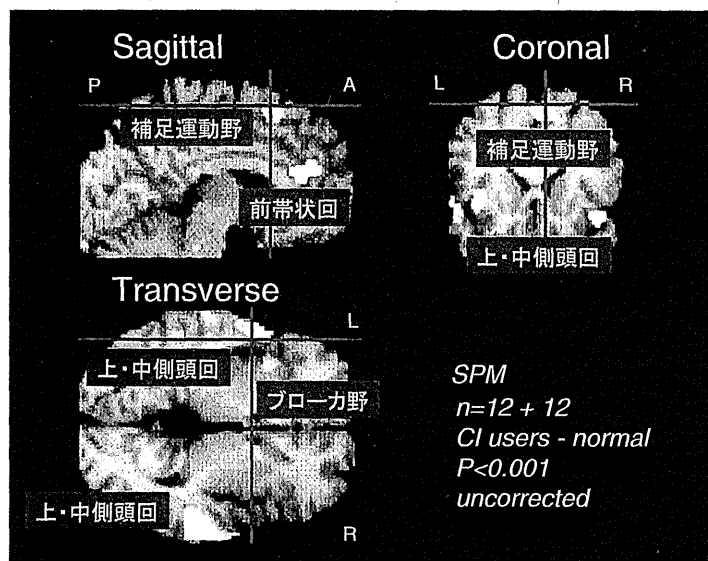 Sagittal
P
A
補足運動野
前帯状回
Coronal
L
R
補足運動野
上・中側頭回
Transverse
L
上・中側頭回
ブローカ野
上・中側頭回
R
SPM
n=12 + 12
CI users - normal
P<0.001
uncorrected